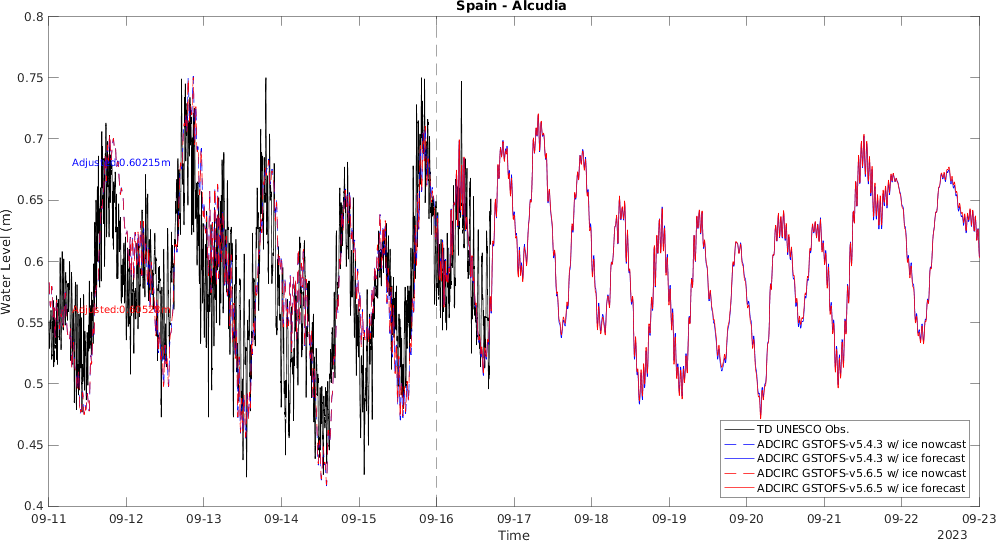 Spain - Alcudia
Water Level (m)
0.8
0.75
0.7
0.65
0.6
0.55
0.5
0.45
0.4
Adjusted:0.60215m
09-11
09-12
09-13
09-14
09-15
09-16
09-17
09-18
09-19
09-20
09-21
09-22
09-23
Time
2023
TD UNESCO Obs.
ADCIRC GSTOFS-v5.4.3 w/ ice nowcast
ADCIRC GSTOFS-v5.4.3 w/ ice forecast
ADCIRC GSTOFS-v5.6.5 w/ ice nowcast
ADCIRC GSTOFS-v5.6.5 w/ ice forecast